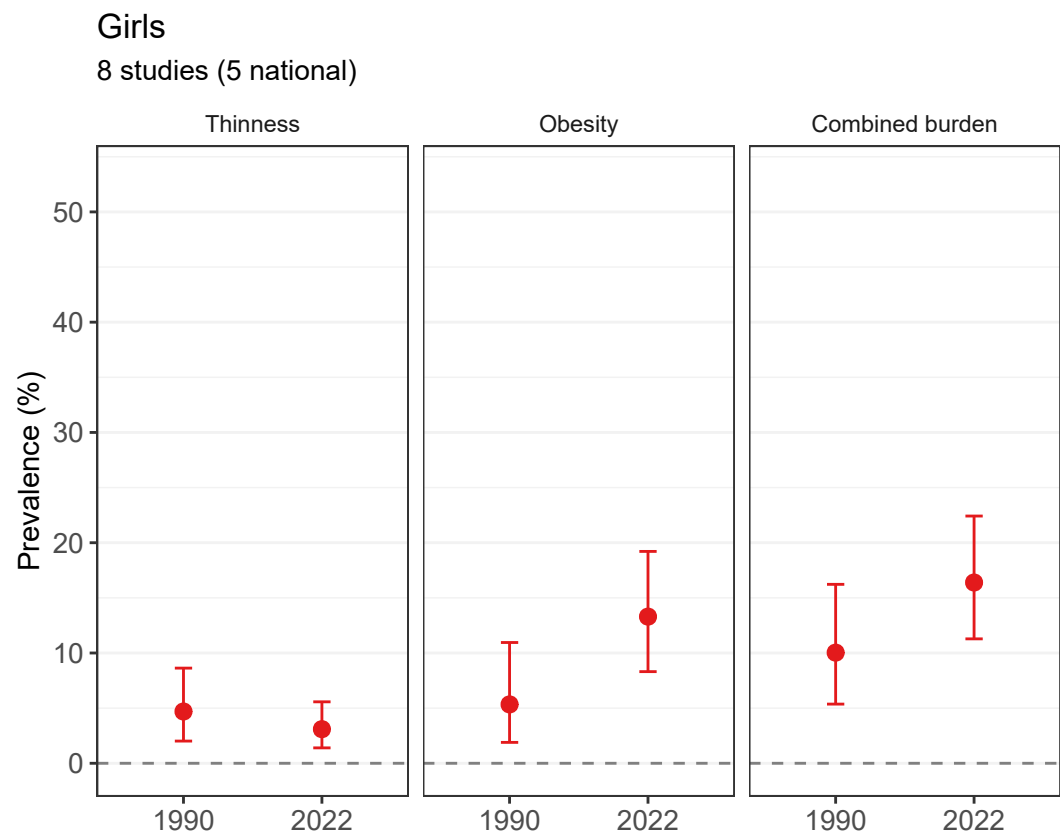 Girls
8 studies (5 national)
Thinness
Obesity
Combined burden
Prevalence (%)
50
40
30
20
10
0
1990
2022
1990
2022
1990
2022